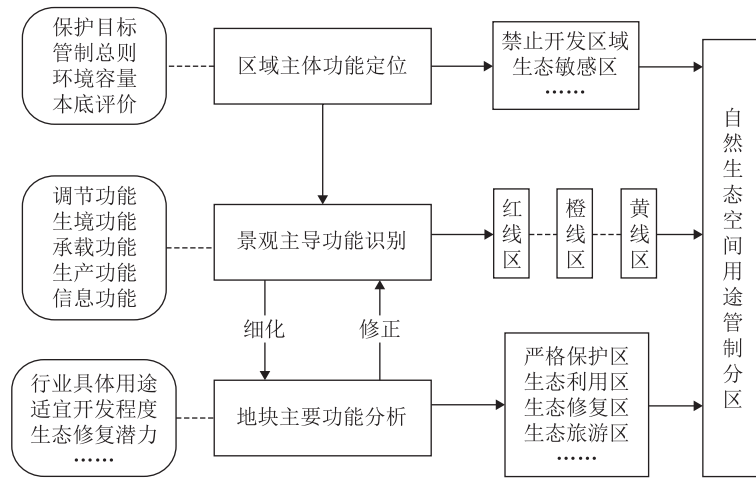 保护目标
管制总则
环境容量
本底评价
区域主体功能定位
禁止开发区域
生态敏感区
……
调节功能
生境功能
承载功能
生产功能
信息功能
景观主导功能识别
红线区
橙线区
黄线区
细化
修正
行业具体用途
适宜开发程度
生态修复潜力
……
地块主要功能分析
严格保护区
生态利用区
生态修复区
生态旅游区
……
自然生态空间用途管制分区